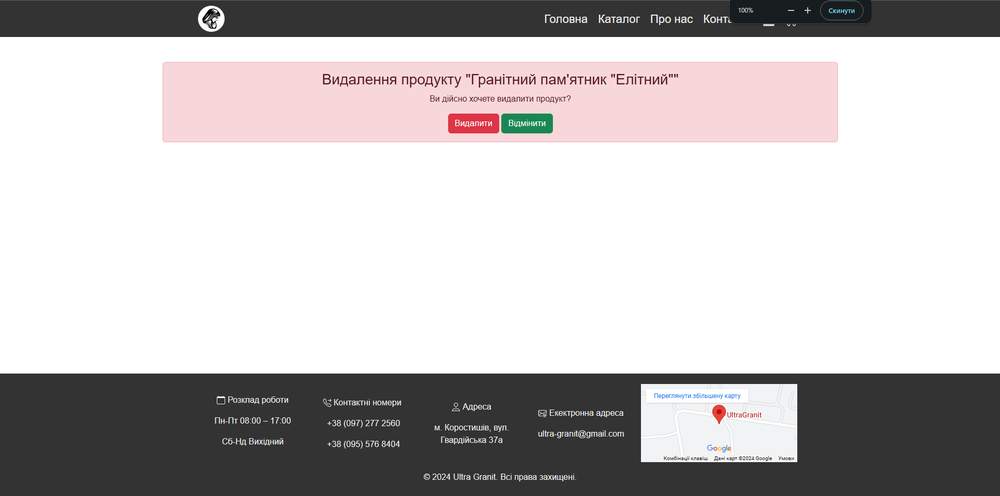 Головна Каталог Про нас
100%
Скинути
Видалення продукту "Гранітний пам'ятник "Елітний""
Ви дійсно хочете видалити продукт?
Видалити Відмінити
Розклад роботи
Пн-Пт 08:00 – 17:00
Сб-Нд Вихідний
Контактні номери
+38 (097) 277 2560
+38 (095) 576 8404
Адреса
м. Коростишів, вул.
Гвардійська 37а
Екектронна адреса
ultra-granit@gmail.com
Переглянути збільшену карту
UltraGranit
Google
Комбінації клавіш Дані карт ©2024 Google Умови
© 2024 Ultra Granit. Всі права захищені.